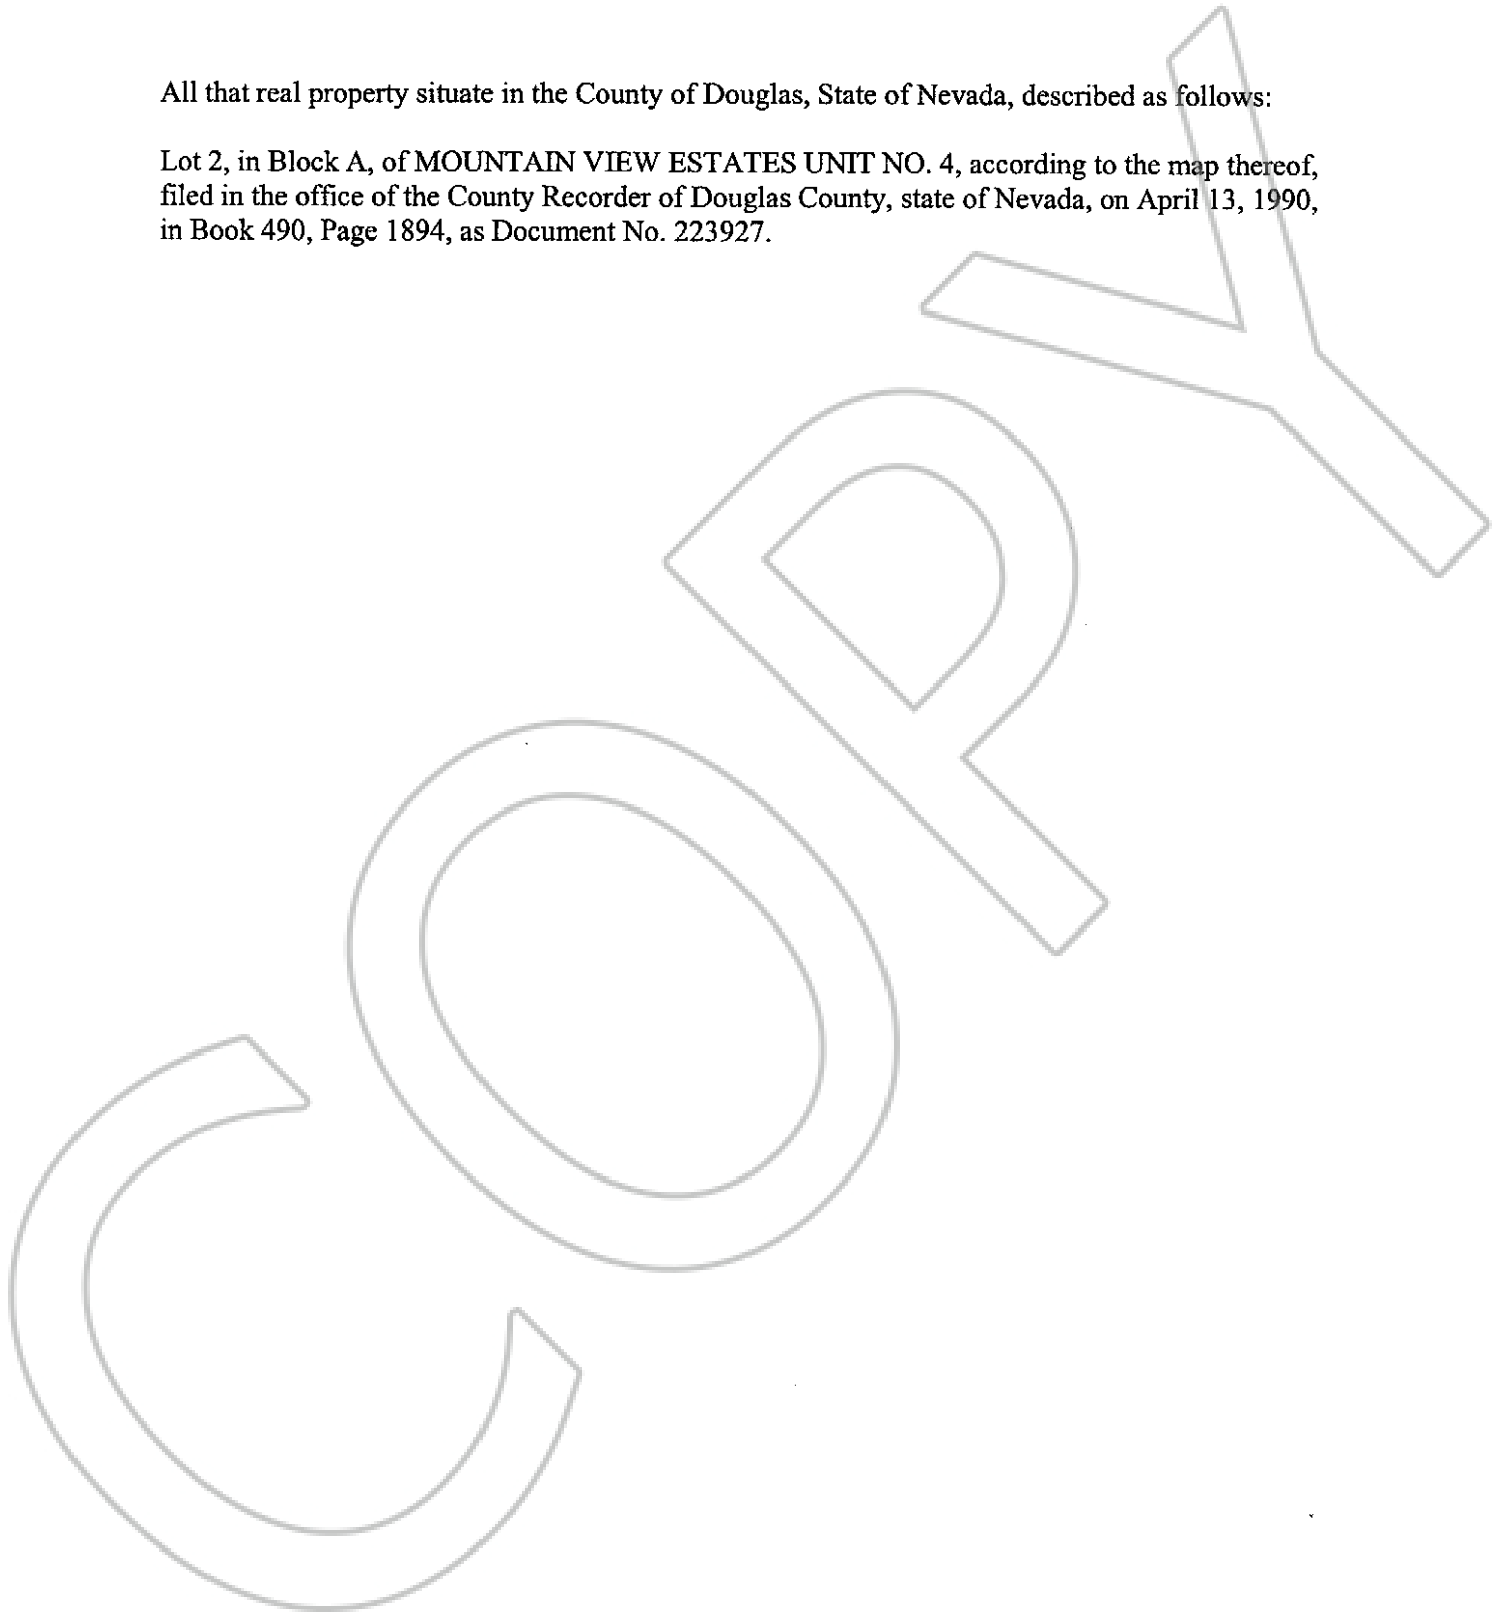 All that real property situate in the County of Douglas, State of Nevada, described as follows:
Lot 2, in Block A, of MOUNTAIN VIEW ESTATES UNIT NO. 4, according to the map thereof,
filed in the office of the County Recorder of Douglas County, state of Nevada, on April 13, 1990,
in Book 490, Page 1894, as Document No. 223927.
COPY